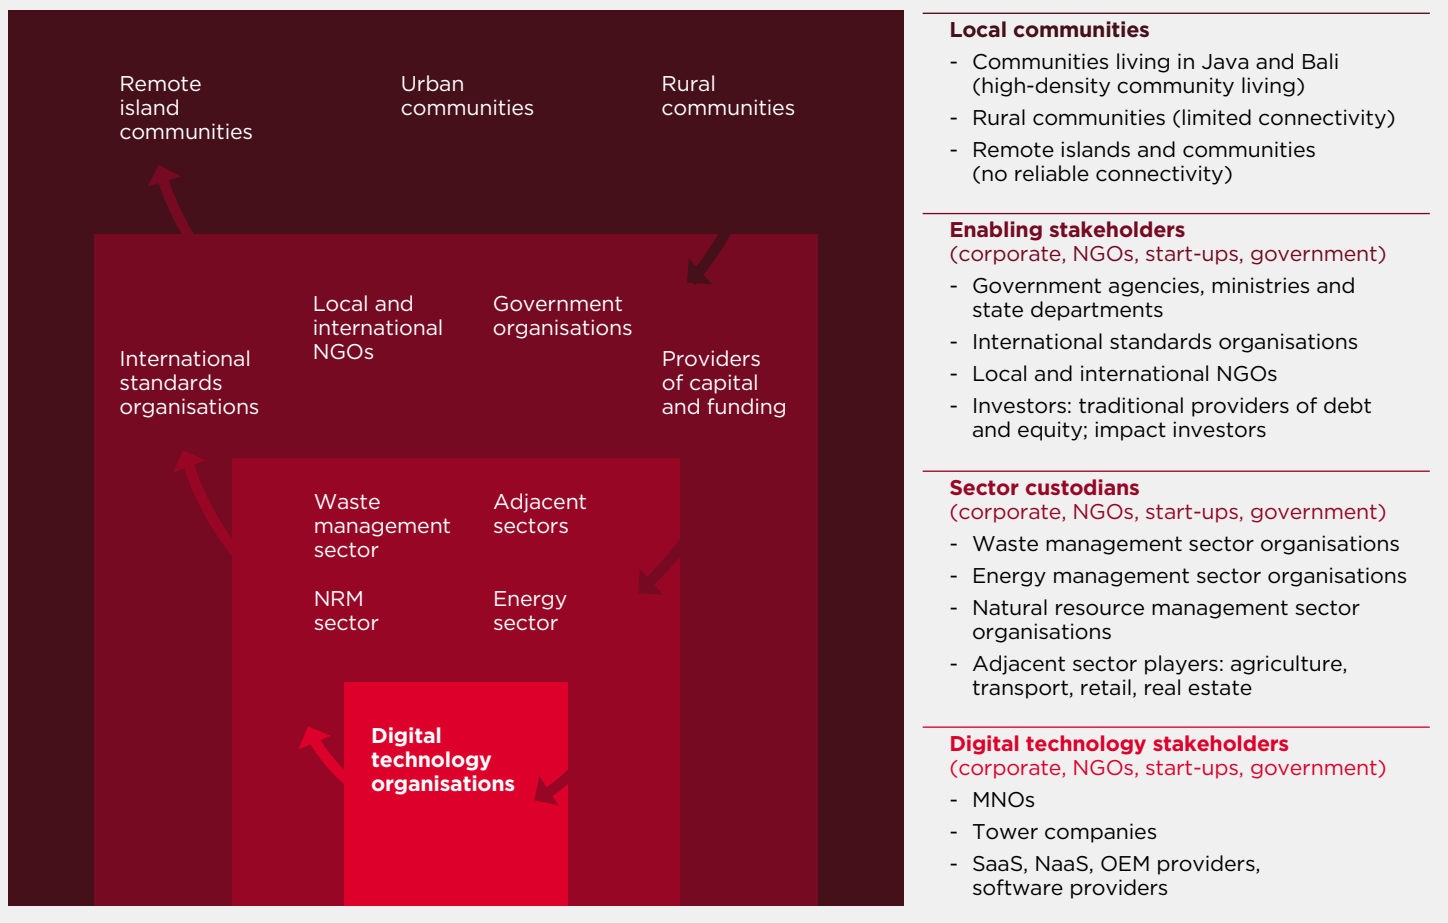 Remote
island
communities
Urban
communities
Rural
communities
Local and
international
NGOs
Government
organisations
International
standards
organisations
Providers
of capital
and funding
Waste
management
sector
Adjacent
sectors
NRM
sector
Energy
sector
Digital
technology
organisations
Local communities
- Communities living in Java and Bali
(high-density community living)
- Rural communities (limited connectivity)
- Remote islands and communities
(no reliable connectivity)
Enabling stakeholders
(corporate, NGOs, start-ups, government)
- Government agencies, ministries and
state departments
- International standards organisations
- Local and international NGOs
- Investors: traditional providers of debt
and equity; impact investors
Sector custodians
(corporate, NGOs, start-ups, government)
- Waste management sector organisations
- Energy management sector organisations
- Natural resource management sector
organisations
- Adjacent sector players: agriculture,
transport, retail, real estate
Digital technology stakeholders
(corporate, NGOs, start-ups, government)
- MNOs
- Tower companies
- SaaS, NaaS, OEM providers,
software providers